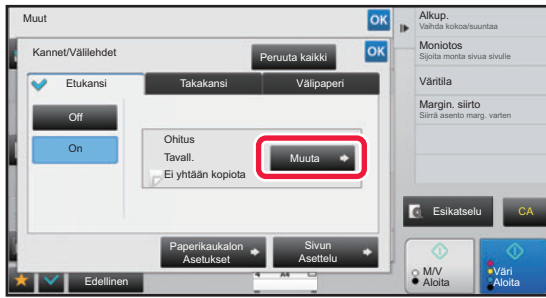 Muut
OK
Kannet/Välilehdet
Peruuta kaikki
OK
Etukansi
Takakansi
Välipaperi
Off
On
Ohitus
Tavall.
Ei yhtään kopiota
Muuta
Paperikaukalon
Asetukset
Sivun
Asettelu
Edellinen
A4
Alkup.
Vaihda kokoa/suuntaa
Moniotos
Sijoita monta sivua sivulle
Väritila
Margin. siirto
Siirrä asento marg. varten
Esikatselu
CA
M/V
Aloita
Väri
Aloita